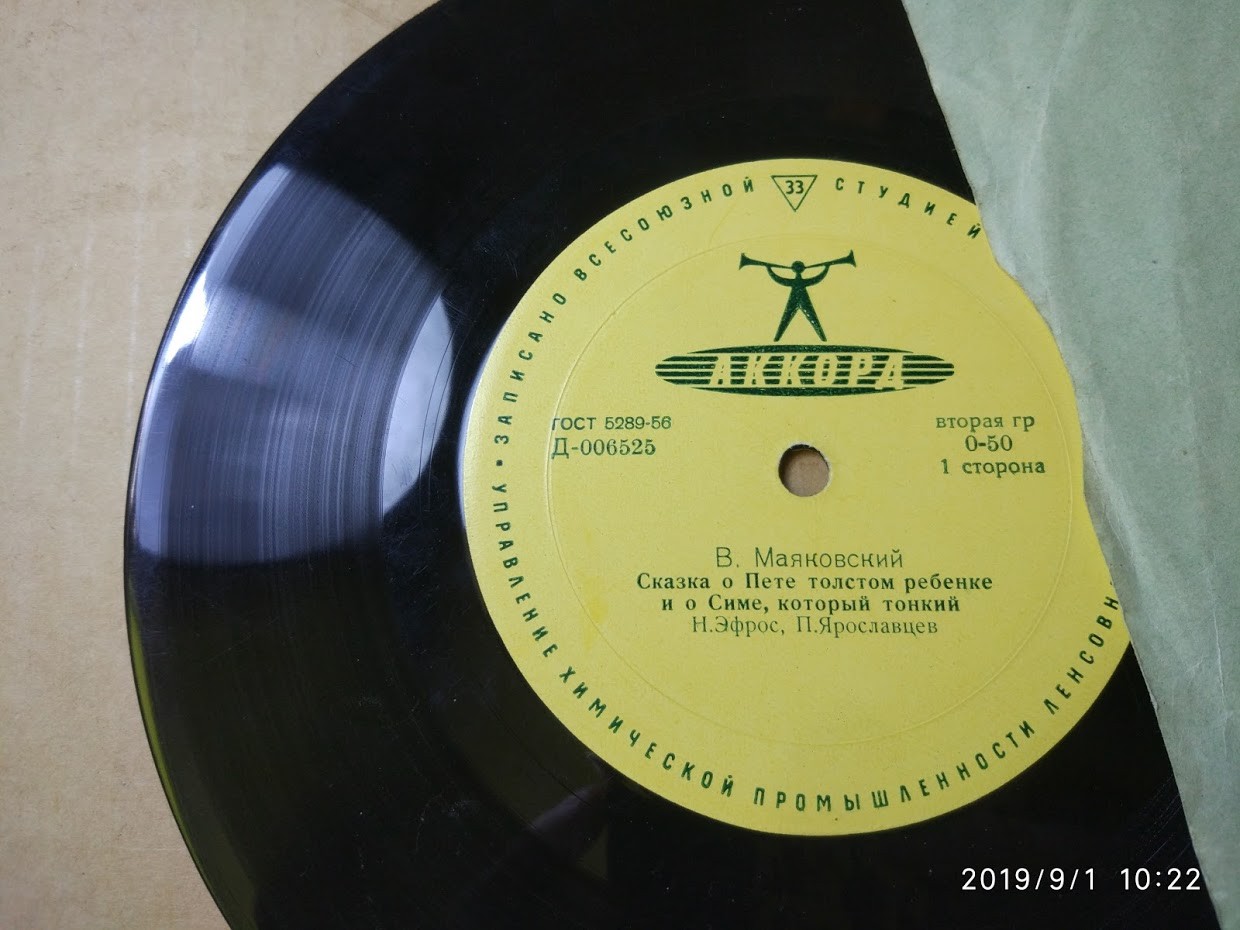 ЗАПИСАНО ВСЕСОЮЗНОЙ 33 СТУДИЕЙ
АККОРД
ГОСТ 5289-56
Д-006525
вторая гр
0-50
1 сторона
В. Маяковский
Сказка о Пете толстом ребенке
и о Симе, который тонкий
Н.Эфрос, П.Ярославцев
УПРАВЛЕНИЕ ХИМИЧЕСКОЙ ПРОМЫШЛЕННОСТИ ЛЕНСОВН
2019/9/1 10:22